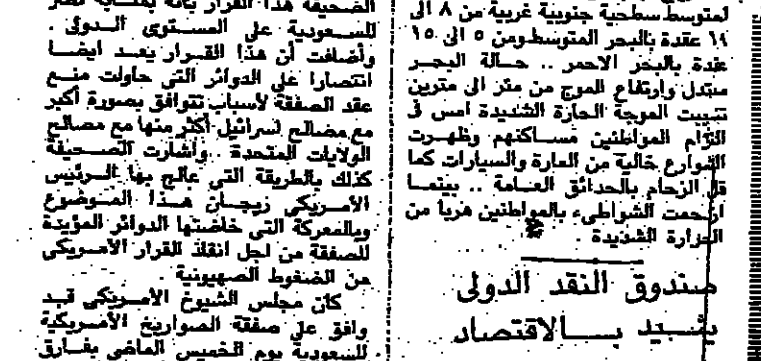 لمتوسط سطحية جنوبية غربية من ٨ الى
١٤ عقدة بالبحر المتوسط ومن ٥ الى ١٥
عقدة بالبحر الاحمر .. حالة البحر
معتدل وارتفاع الموج من متر الى مترين
تسببت الموجة الحارة الشديدة امس فى
التزام المواطنين مساكنهم وظهرت
الشوارع خالية من المارة والسيارات كما
قل الزحام بالحدائق العامة .. بينما
ازدحمت الشواطىء بالمواطنين هربا من
الحرارة الشديدة .
صندوق النقد الدولى
يشيد بالاقتصاد
الصحيفة هذا القرار بأنه بمثابة نصر
للسعودية على المستوى الدولى .
وأضافت أن هذا القرار يعد ايضا
انتصارا على الدوائر التى حاولت منع
عقد الصفقة لأسباب تتوافق بصورة أكبر
مع مصالح اسرائيل أكثر منها مع مصالح
الولايات المتحدة .. وأشارت الصحيفة
كذلك بالطريقة التى عالج بها الرئيس
الأمريكى ريجان هذا الموضوع
وبالمعركة التى خاضتها الدوائر المؤيدة
للصفقة من اجل انقاذ القرار الأمريكى
من الضغوط الصهيونية .
كان مجلس الشيوخ الأمريكى قد
وافق على صفقة الصواريخ الأمريكية
للسعودية يوم الخميس الماضى بفارق